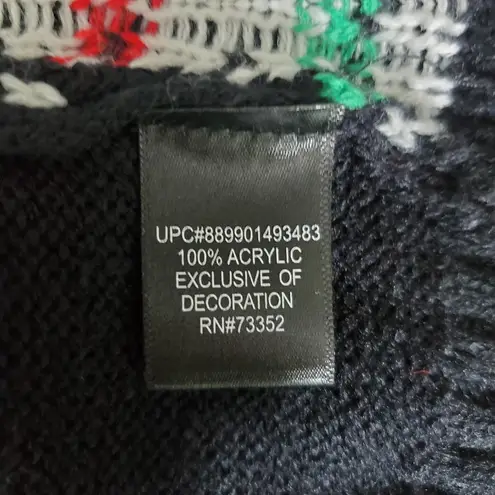 UPC#889901493483
100% ACRYLIC
EXCLUSIVE OF
DECORATION
RN#73352